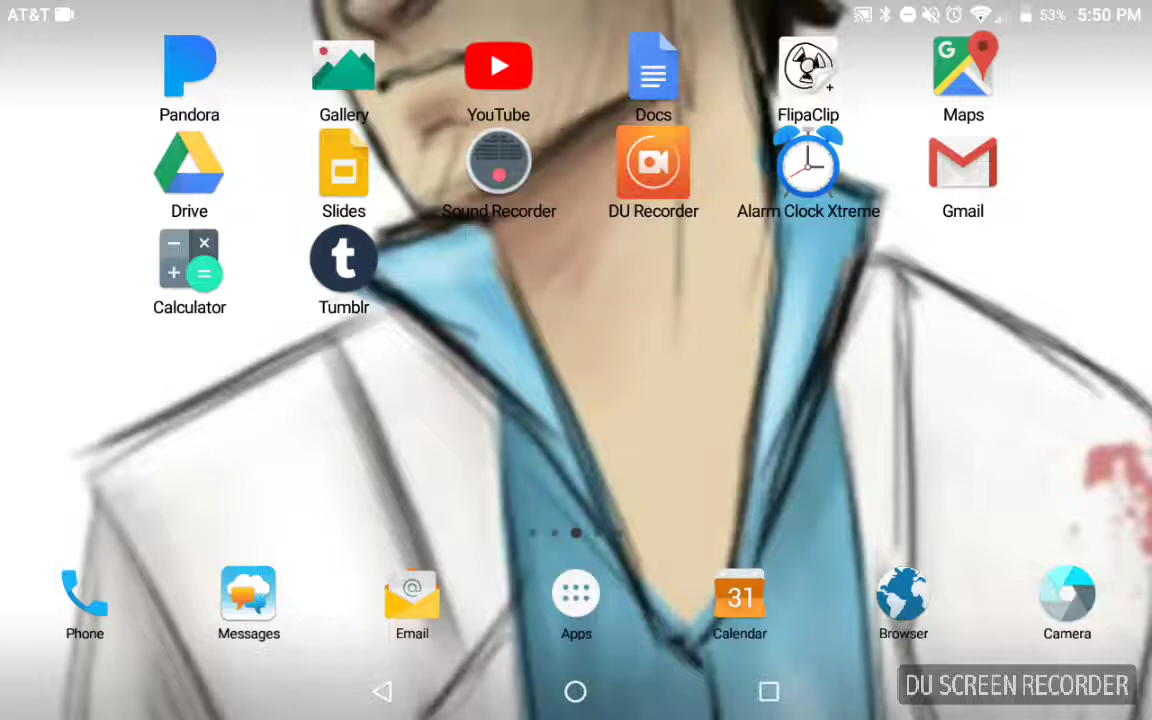 AT&T 53% 5:50 PM
Pandora Gallery YouTube Docs FlipaClip Maps
Drive Slides Sound Recorder DU Recorder Alarm Clock Xtreme Gmail
Calculator Tumblr
31
Phone Messages Email Apps Calendar Browser Camera
DU SCREEN RECORDER